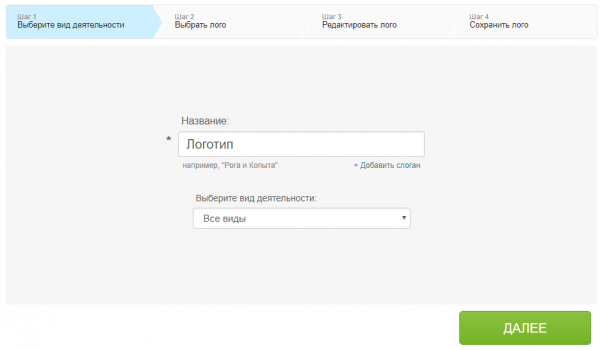 Шаг 1
Выберите вид деятельности
Шаг 2
Выбрать лого
Шаг 3
Редактировать лого
Шаг 4
Сохранить лого
Название:
* Логотип
например, "Рога и Копыта"
+ Добавить слоган
Выберите вид деятельности:
Все виды
ДАЛЕЕ